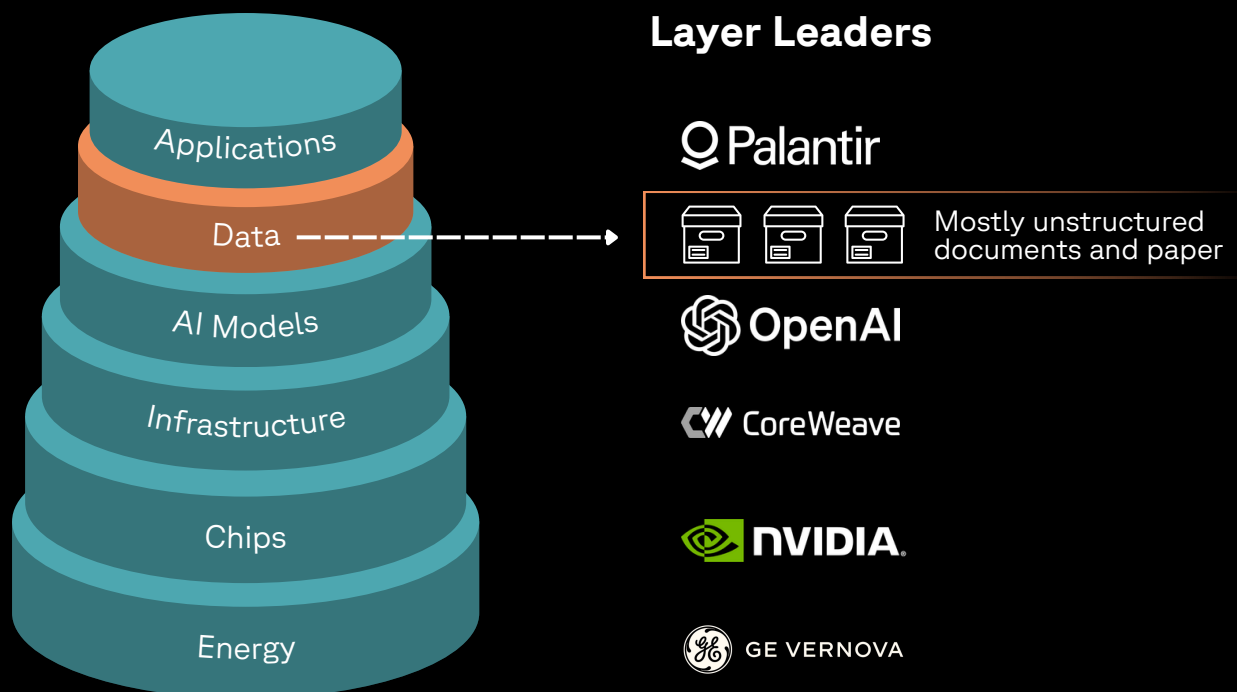 Layer Leaders
Applications
Palantir
Data
Mostly unstructured
documents and paper
AI Models
OpenAI
Infrastructure
CoreWeave
Chips
NVIDIA.
Energy
GE
GE VERNOVA